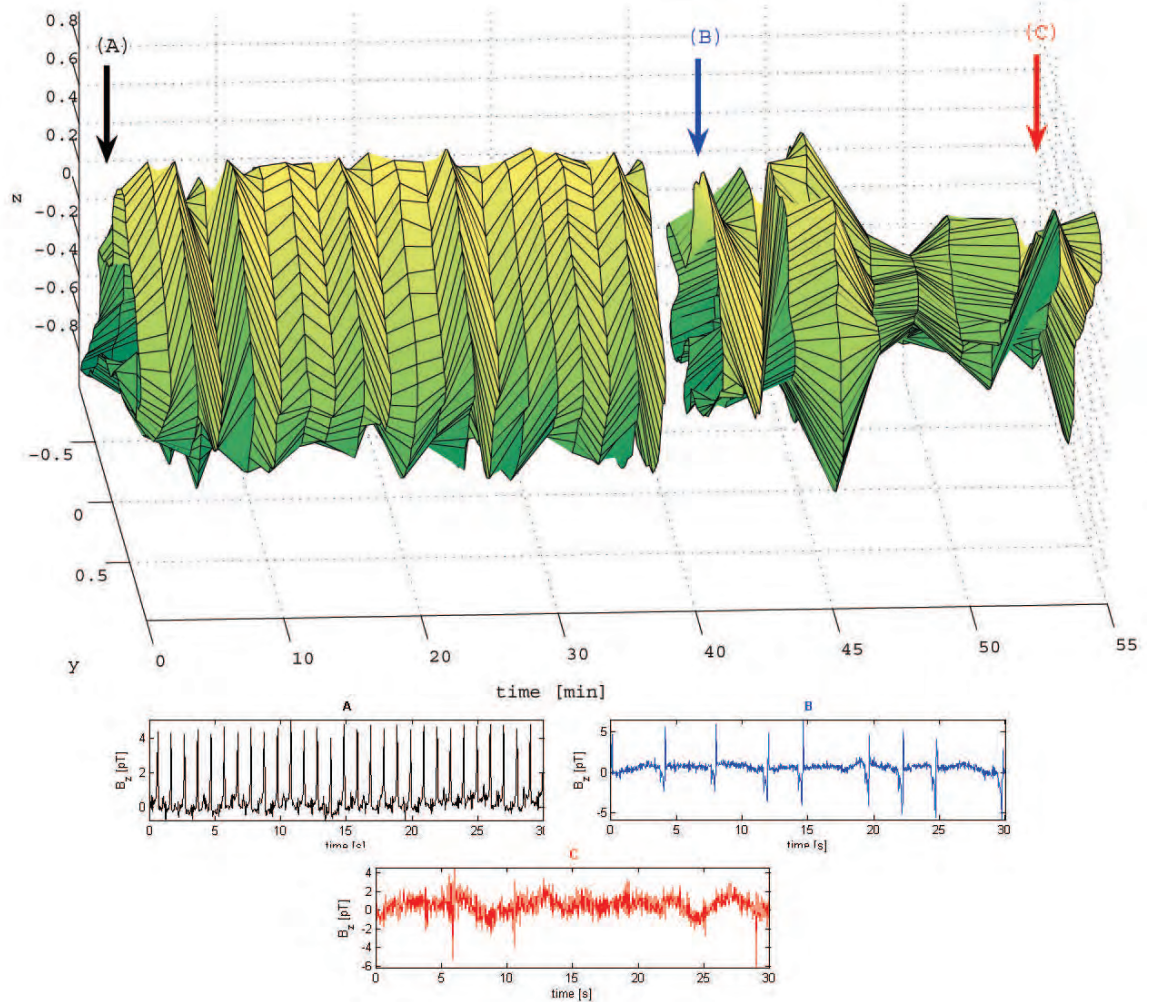 0.8
0.6
0.4
0.2
0
-0.2
-0.4
-0.6
-0.8
z
(A)
(B)
(C)
-0.5
0
0.5
y
0 10 20 30 40 45 50 55
time [min]
A
B_z [pT]
4
2
0
0 5 10 15 20 25 30
time [s]
B
B_z [pT]
5
0
-5
0 5 10 15 20 25 30
time [s]
C
B_z [pT]
4
2
0
-2
-4
-6
0 5 10 15 20 25 30
time [s]